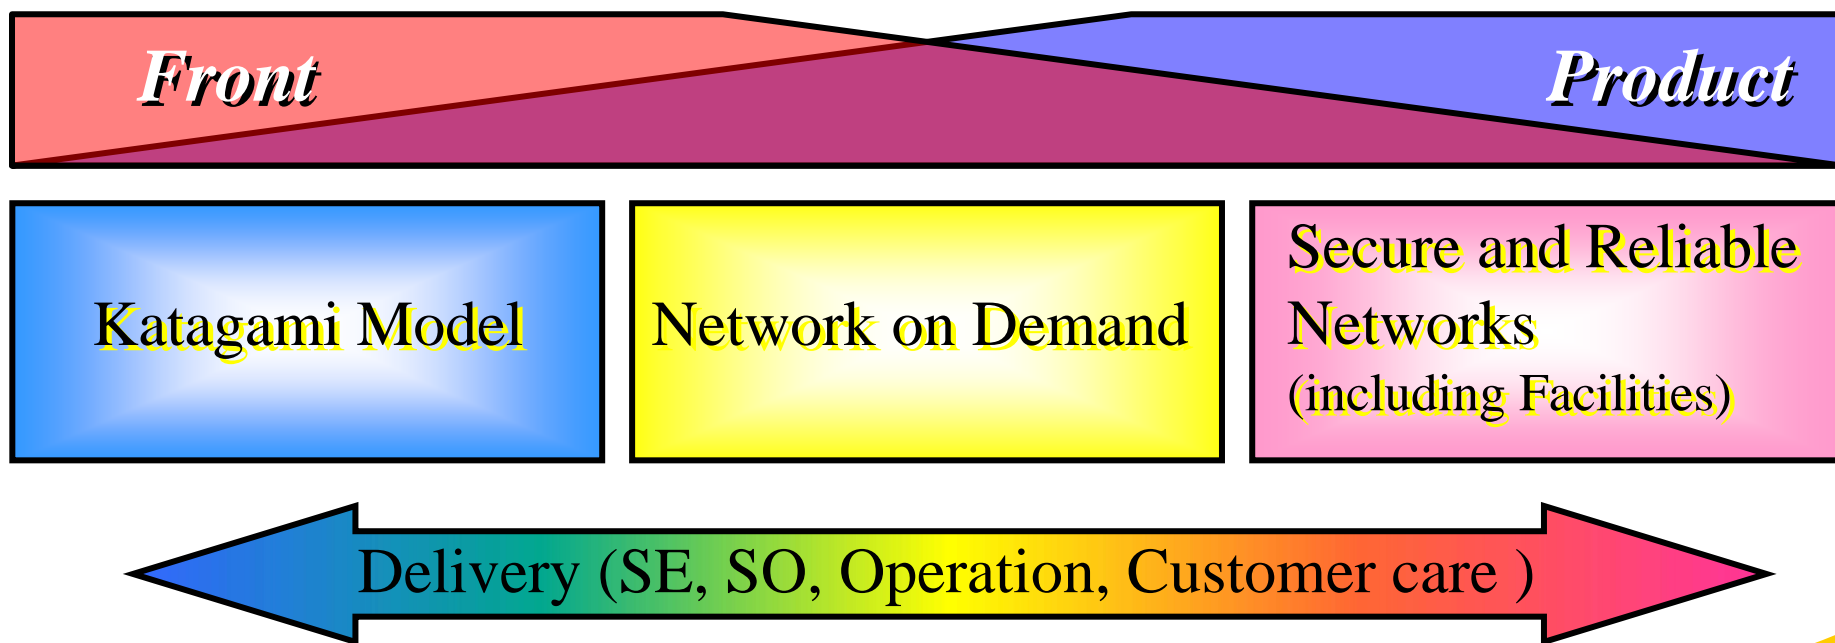 Front
Product
Katagami Model
Network on Demand
Secure and Reliable
Networks
(including Facilities)
Delivery (SE, SO, Operation, Customer care )